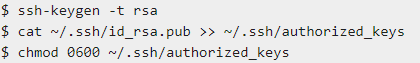 $ ssh-keygen -t rsa
$ cat ~/.ssh/id_rsa.pub >> ~/.ssh/authorized_keys
$ chmod 0600 ~/.ssh/authorized_keys